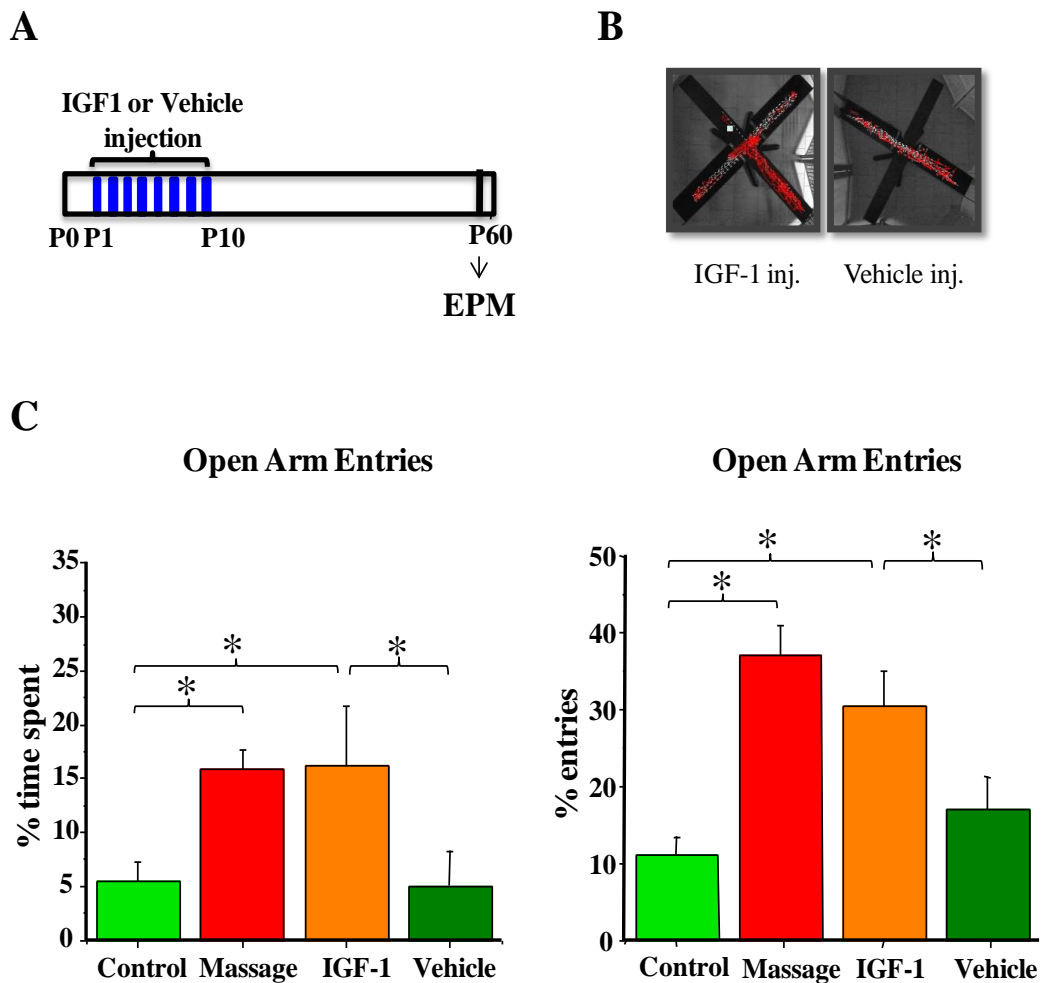 A
IGF1 or Vehicle
injection
P0 P1
P10
P60
EPM
B
IGF-1 inj.
Vehicle inj.
C
Open Arm Entries
% time spent
35
30
25
20
15
10
5
0
*
*
*
Control Massage IGF-1 Vehicle
Open Arm Entries
% entries
50
40
30
20
10
0
*
*
*
Control Massage IGF-1 Vehicle